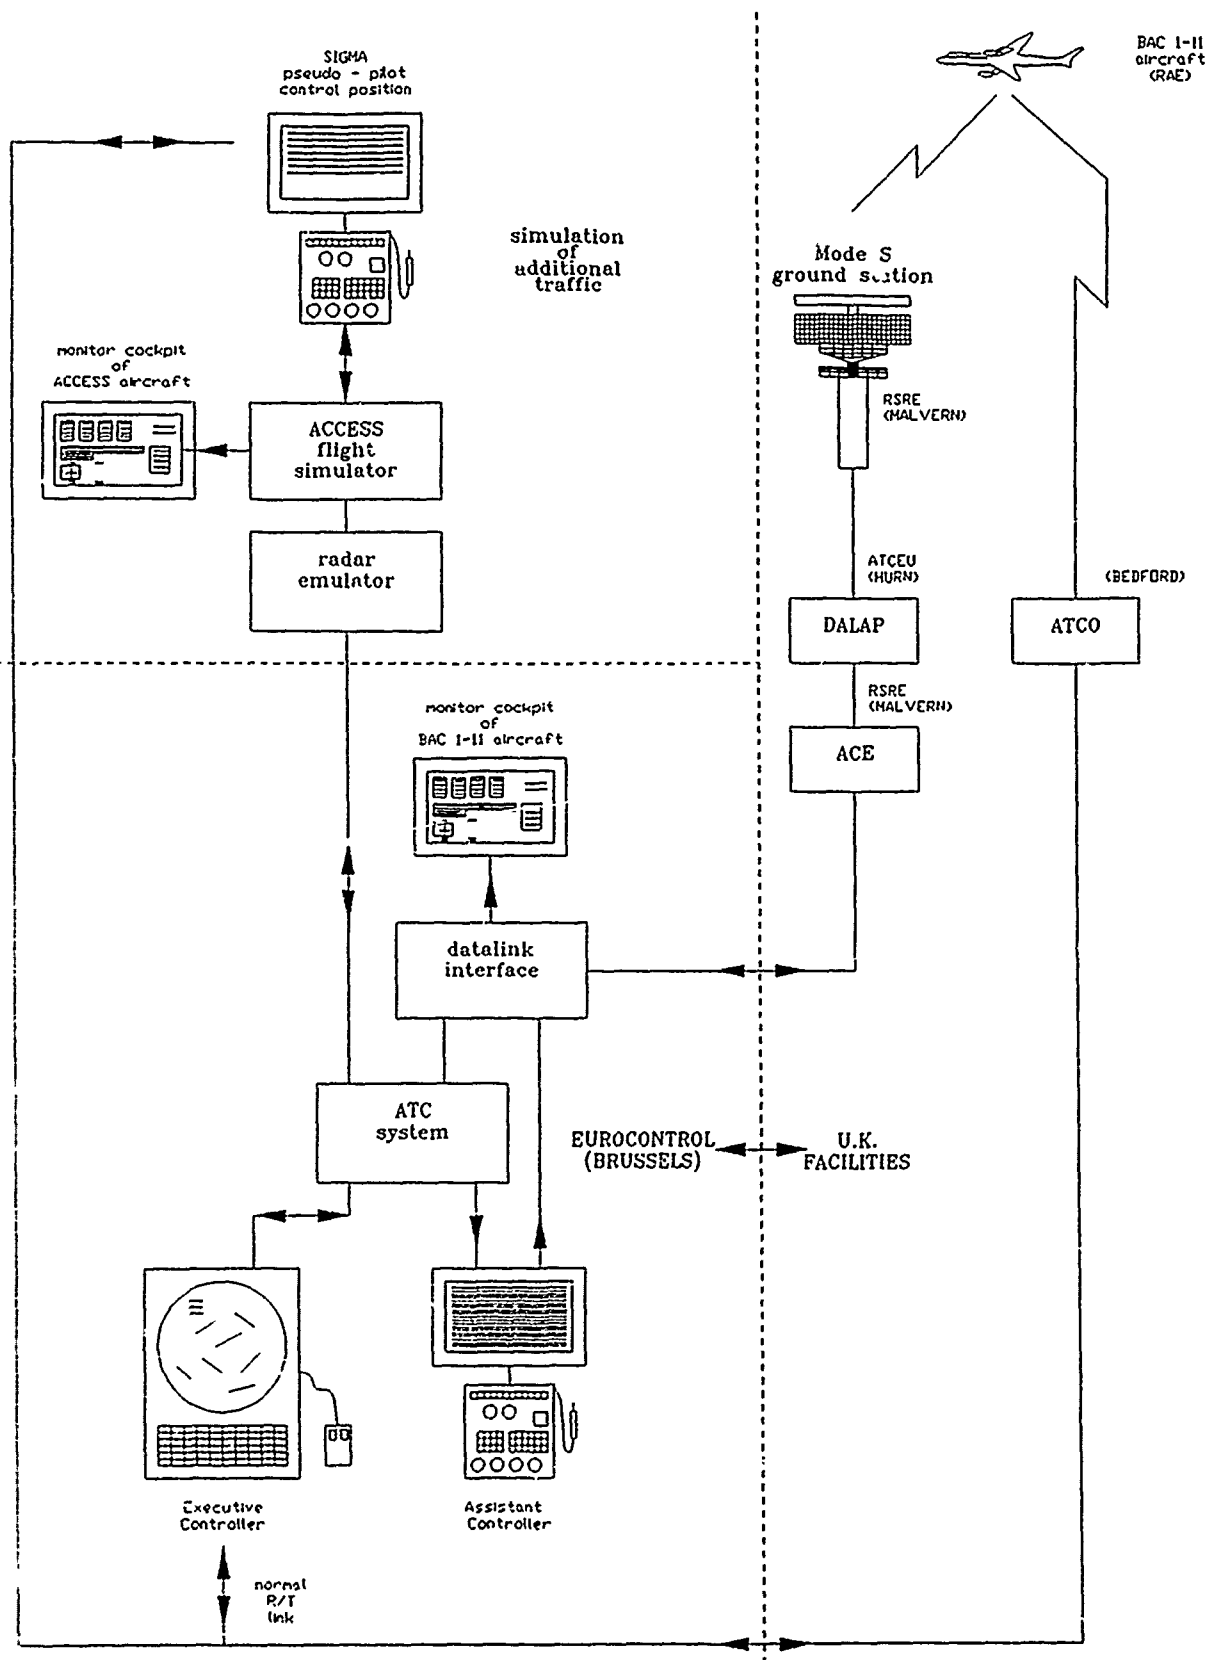 SIGMA
pseudo - pilot
control position
BAC 1-11
aircraft
(RAE)
simulation
of
additional
traffic
Mode S
ground station
monitor cockpit
of
ACCESS aircraft
RSRE
(MALVERN)
ACCESS
flight
simulator
radar
emulator
ATCEU
(HURN)
(BEDFORD)
DALAP
ATCO
RSRE
(MALVERN)
ACE
monitor cockpit
of
BAC 1-11 aircraft
datalink
interface
ATC
system
EUROCONTROL
(BRUSSELS)
U.K.
FACILITIES
Executive
Controller
Assistant
Controller
normal
R/T
link